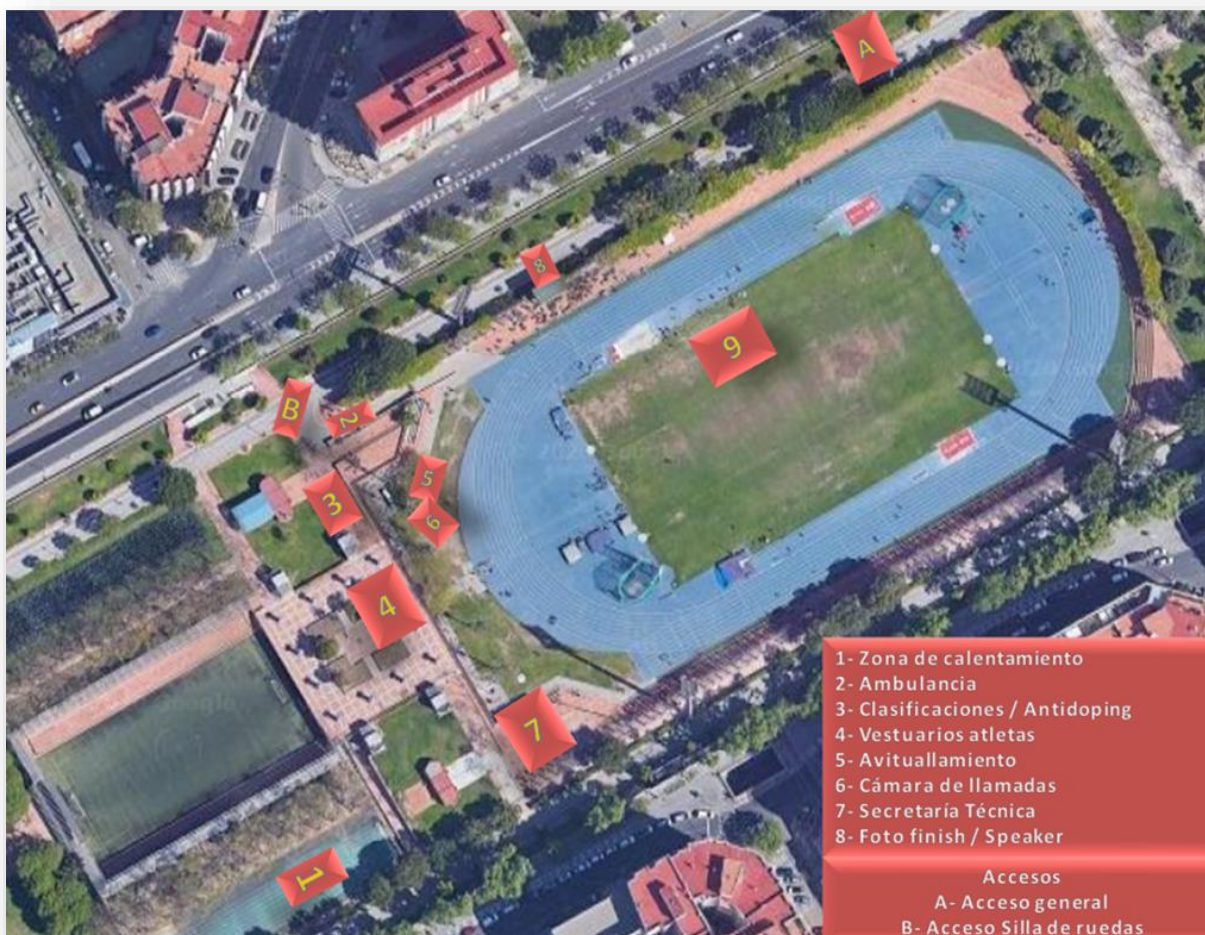 A
8
9
B
2
5
3
6
4
7
1
1- Zona de calentamiento
2- Ambulancia
3- Clasificaciones / Antidoping
4- Vestuarios atletas
5- Avituallamiento
6- Cámara de llamadas
7- Secretaría Técnica
8- Foto finish / Speaker
Accesos
A- Acceso general
B- Acceso Silla de ruedas